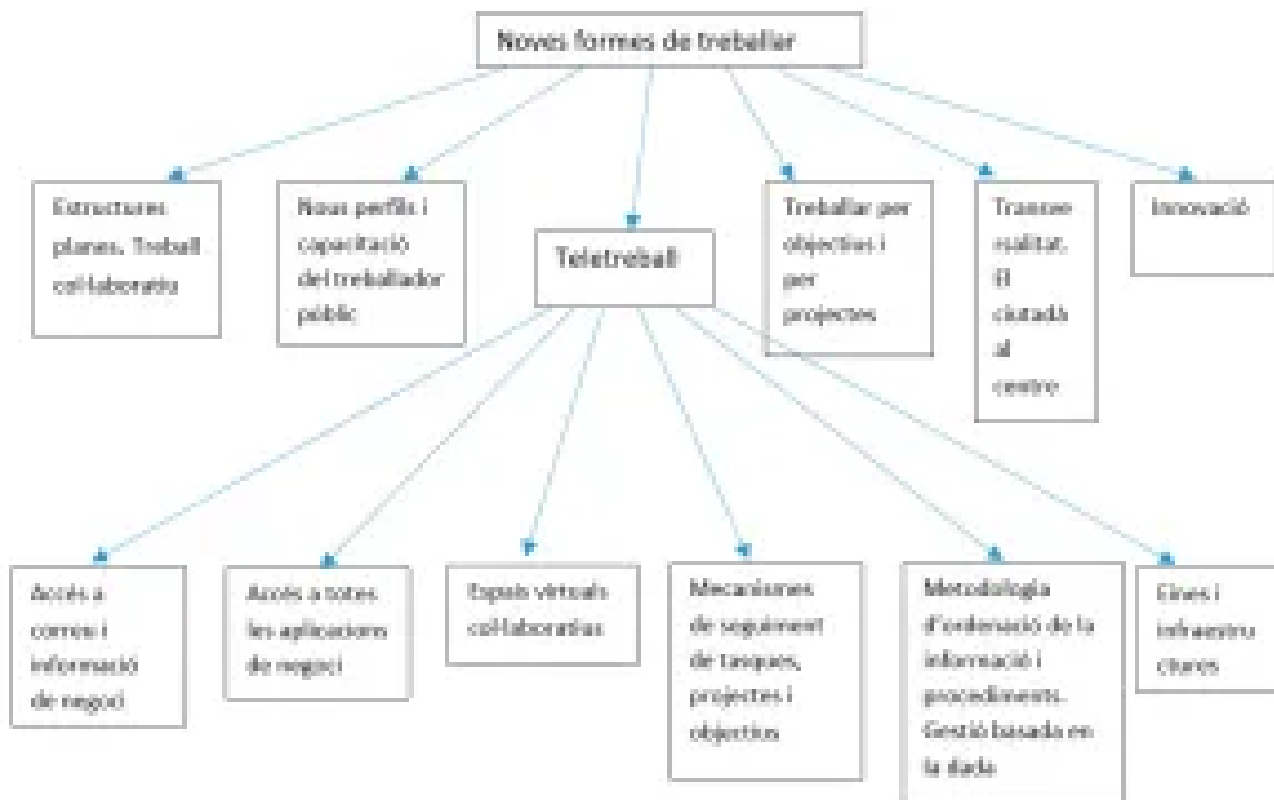 Noves formes de treballar
Estructures
planes. Treball
col·laboratiu
Nous perfils i
capacitació
del treballador
públic
Teletreball
Treballar per
objectius i
per
projectes
Transve
rsalitat.
El
ciutadà
al
centre
Innovació
Accés a
correu i
informació
de negoci
Accés a totes
les aplicacions
de negoci
Espais virtuals
col·laboratius
Mecanismes
de seguiment
de tasques,
projectes i
objectius
Metodologia
d'ordenació de la
informació i
procediments.
Gestió basada en
la dada
Eines i
infraestru
ctures